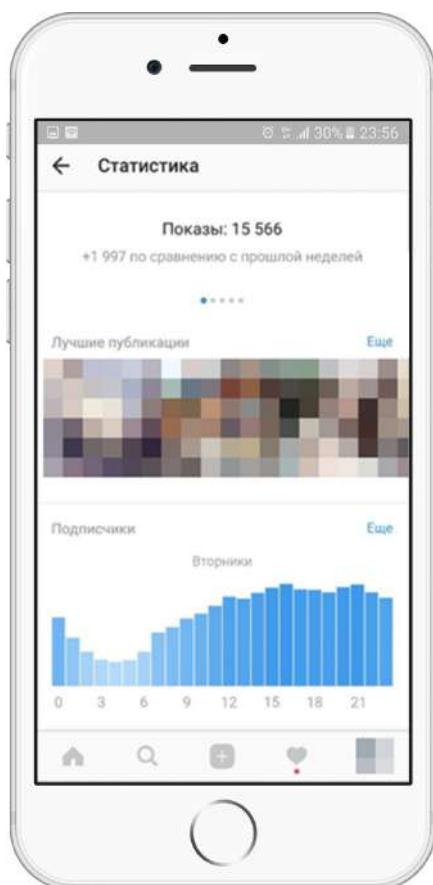 30% 23:56
Статистика
Показы: 15 566
+1 997 по сравнению с прошлой неделей
Лучшие публикации Еще
Подписчики Еще
Вторники
0 3 6 9 12 15 18 21